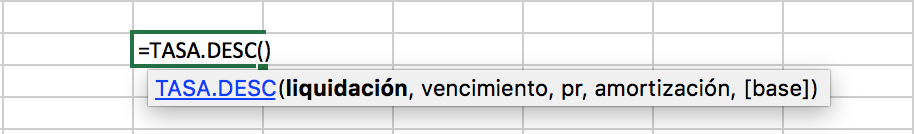 =TASA.DESC()
TASA.DESC(liquidación, vencimiento, pr, amortización, [base])